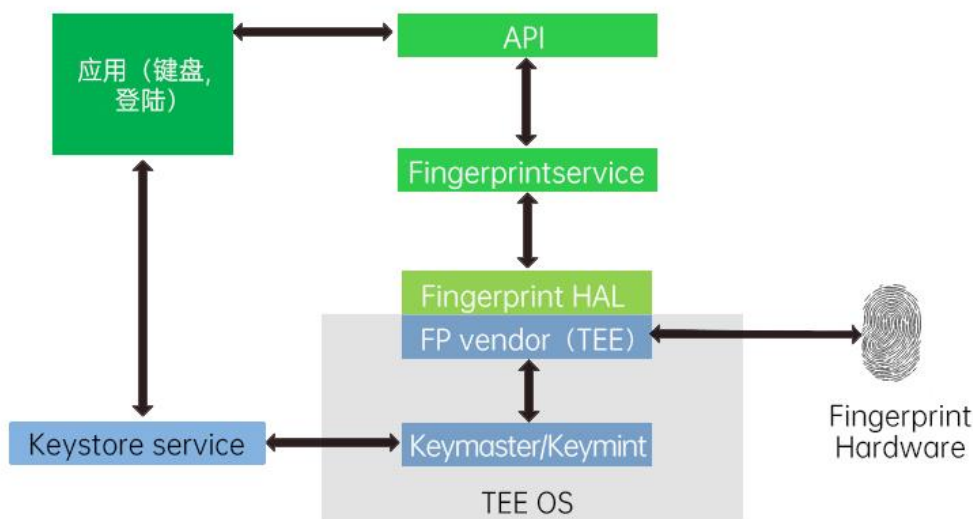 API
应用（键盘,
登陆）
Fingerprintservice
Fingerprint HAL
FP vendor（TEE）
Fingerprint
Hardware
Keystore service
Keymaster/Keymint
TEE OS